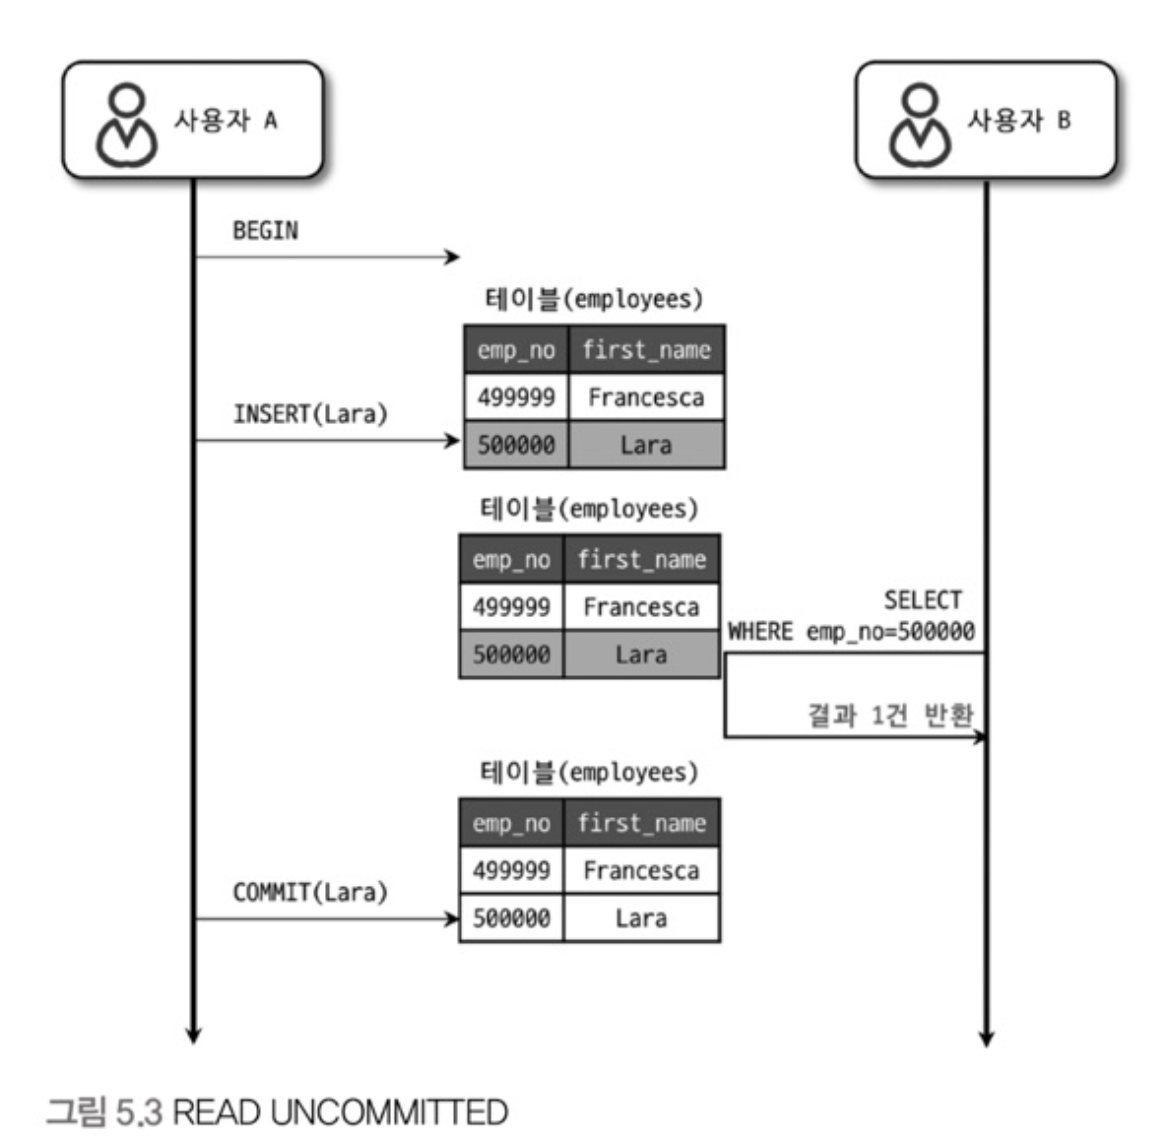 사용자 A
사용자 B
BEGIN
테이블(employees)
emp_no first_name
499999 Francesca
INSERT(Lara)
500000 Lara
테이블(employees)
emp_no first_name
499999 Francesca
500000 Lara
SELECT
WHERE emp_no=500000
결과 1건 반환
테이블(employees)
emp_no first_name
499999 Francesca
COMMIT(Lara)
500000 Lara
그림 5.3 READ UNCOMMITTED